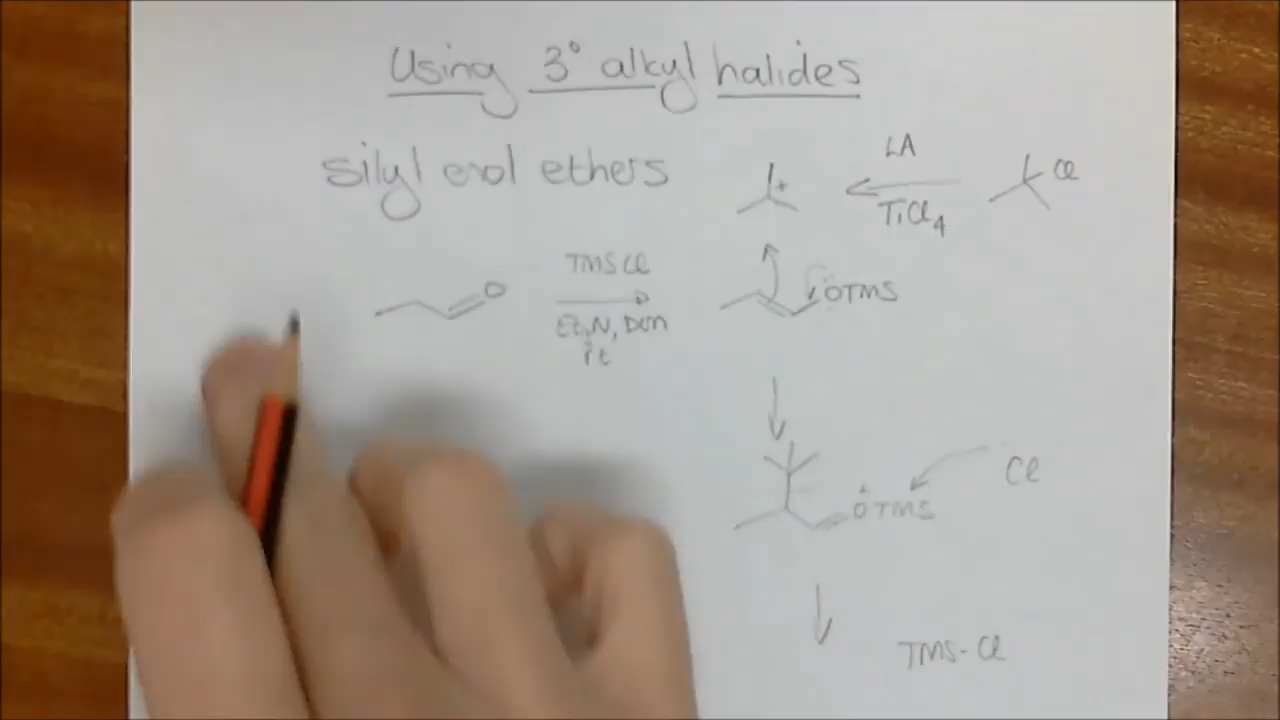 Using 3° alkyl halides
silyl enol ethers
LA
Cl
+
TiCl4
TMSCl
O
Et3N, DCM
rt
OTMS
Cl
+
OTMS
TMS-Cl